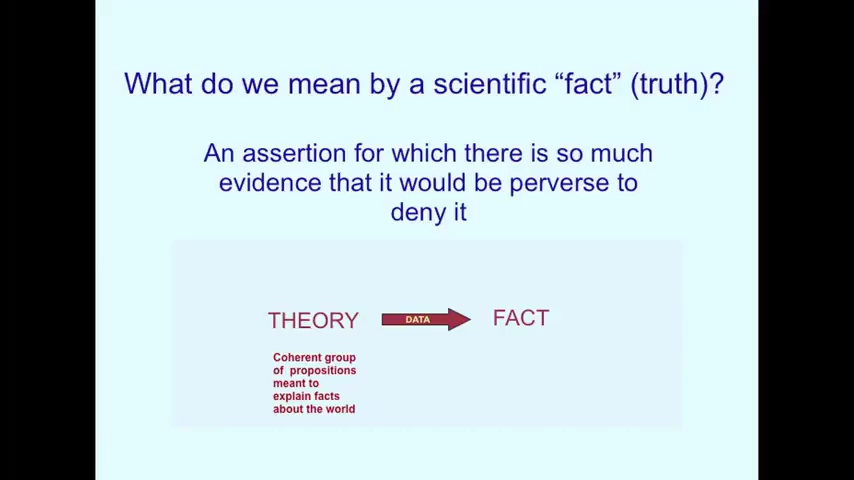 What do we mean by a scientific “fact” (truth)?
An assertion for which there is so much
evidence that it would be perverse to
deny it
THEORY
DATA
FACT
Coherent group
of propositions
meant to
explain facts
about the world